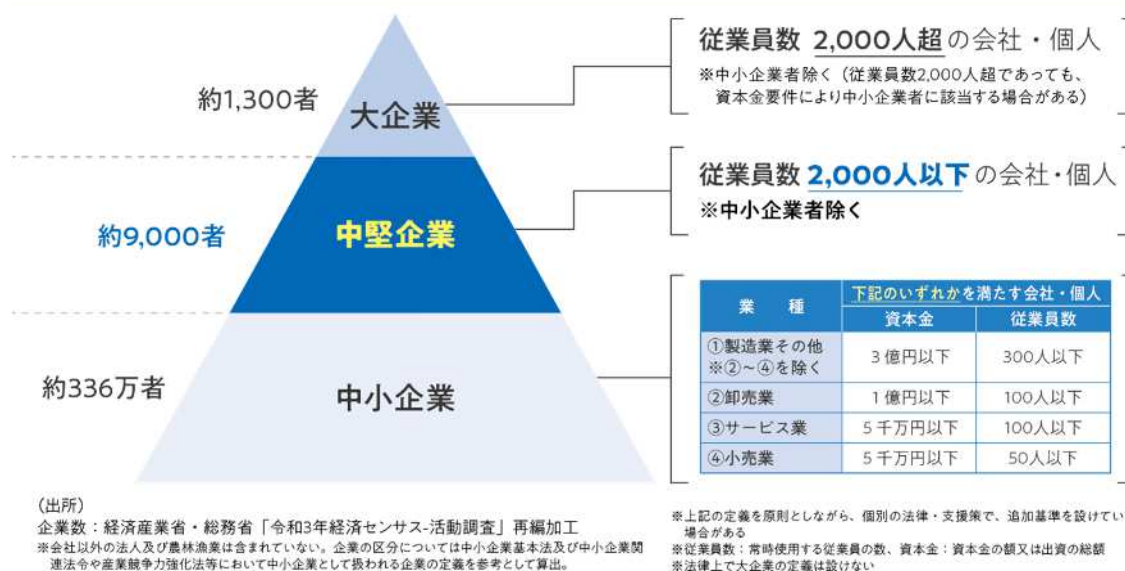 約1,300者
大企業
従業員数 2,000人超 の会社・個人
※中小企業者除く（従業員数2,000人超であっても、
資本金要件により中小企業者に該当する場合がある）
約9,000者
中堅企業
従業員数 2,000人以下 の会社・個人
※中小企業者除く
約336万者
中小企業
業　種
下記のいずれかを満たす会社・個人
資本金
従業員数
①製造業その他
※②～④を除く
3億円以下
300人以下
②卸売業
1億円以下
100人以下
③サービス業
5千万円以下
100人以下
④小売業
5千万円以下
50人以下
（出所）
企業数：経済産業省・総務省「令和3年経済センサス-活動調査」再編加工
※会社以外の法人及び農林漁業は含まれていない。企業の区分については中小企業基本法及び中小企業関
連法令や産業競争力強化法等において中小企業として扱われる企業の定義を参考として算出。
※上記の定義を原則としながら、個別の法律・支援策で、追加基準を設けてい
場合がある
※従業員数：常時使用する従業員の数、資本金：資本金の額又は出資の総額
※法律上で大企業の定義は設けない